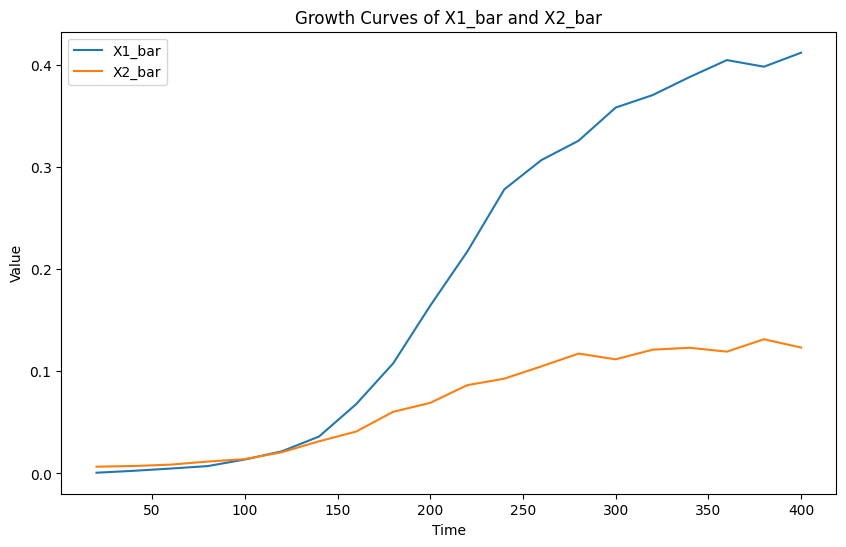 Growth Curves of X1_bar and X2_bar
X1_bar
X2_bar
0.4
0.3
0.2
0.1
0.0
Value
50 100 150 200 250 300 350 400
Time